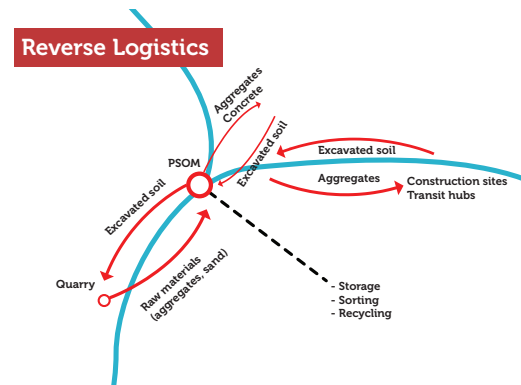 Reverse Logistics
Aggregates
Concrete
Excavated soil
Excavated soil
PSOM
Aggregates
Construction sites
Transit hubs
Excavated soil
Quarry
Raw materials
(aggregates, sand)
- Storage
- Sorting
- Recycling